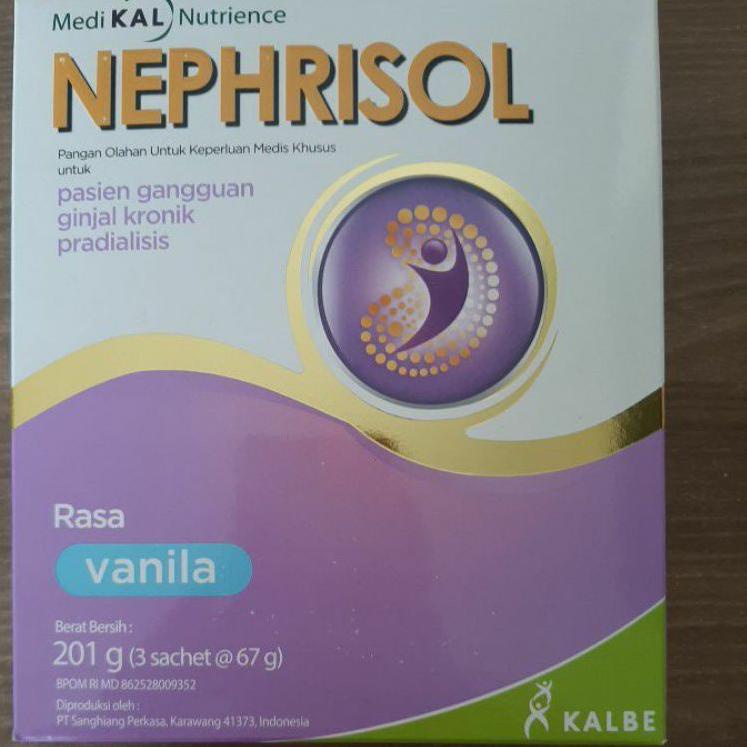 Medi KAL Nutrience
NEPHRISOL
Pangan Olahan Untuk Keperluan Medis Khusus
untuk
pasien gangguan
ginjal kronik
pradialisis
Rasa
vanila
Berat Bersih :
201 g (3 sachet @ 67 g)
BPOM RI MD 862528009352
Diproduksi oleh :
PT Sanghiang Perkasa, Karawang 41373, Indonesia
KALBE